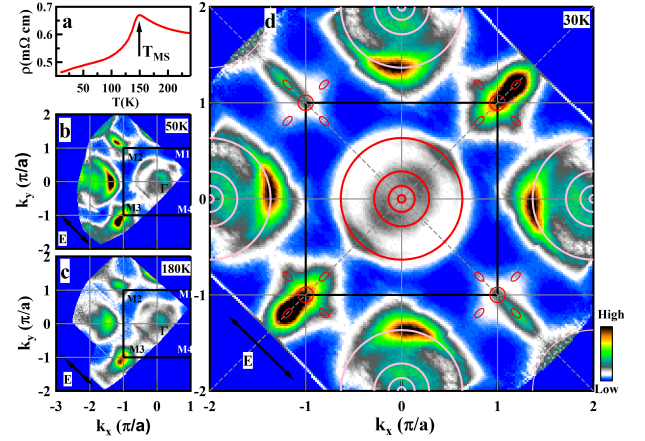 a
0.7
0.6
0.5
ρ(mΩ cm)
T_MS
50 100 150 200
T(K)
b
50K
2
1
0
-1
-2
k_y (π/a)
M2
M1
Γ
M3
M4
E
c
180K
2
1
0
-1
-2
k_y (π/a)
M2
M1
Γ
M3
M4
E
-3 -2 -1 0 1
k_x (π/a)
d
30K
2
1
0
-1
-2
E
-2 -1 0 1 2
k_x (π/a)
High
Low